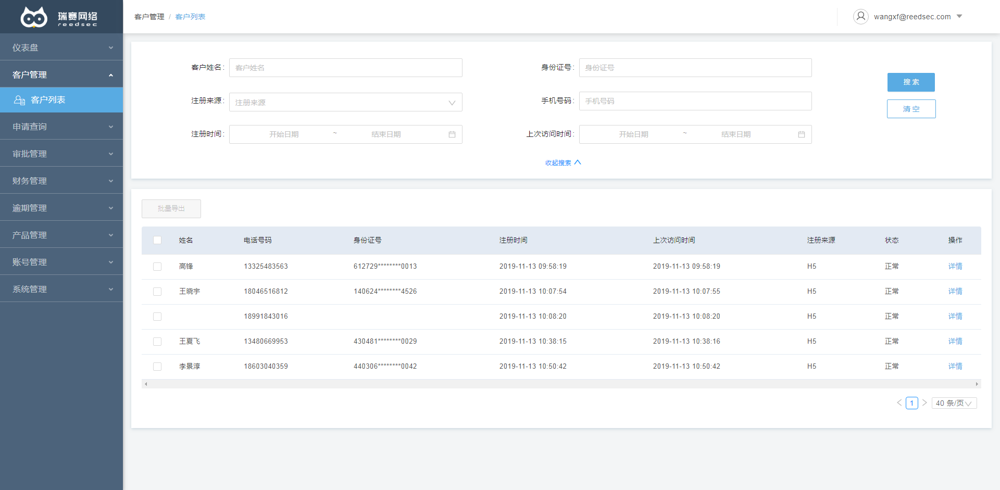 瑞赛网络
reedsec
客户管理 / 客户列表
wangxf@reedsec.com
仪表盘
客户管理
客户列表
申请查询
审批管理
财务管理
逾期管理
产品管理
账号管理
系统管理
客户姓名: 客户姓名
身份证号: 身份证号
搜 索
注册来源: 注册来源
手机号码: 手机号码
清 空
注册时间: 开始日期 ~ 结束日期
上次访问时间: 开始日期 ~ 结束日期
收起搜索
批量导出
姓名 电话号码 身份证号 注册时间 上次访问时间 注册来源 状态 操作
高锋 13325483563 612729********0013 2019-11-13 09:58:19 2019-11-13 09:58:19 H5 正常 详情
王晓宇 18046516812 140624********4526 2019-11-13 10:07:54 2019-11-13 10:07:55 H5 正常 详情
18991843016 2019-11-13 10:08:20 2019-11-13 10:08:20 H5 正常 详情
王夏飞 13480669953 430481********0029 2019-11-13 10:38:15 2019-11-13 10:38:16 H5 正常 详情
李景淳 18603040359 440306********0042 2019-11-13 10:50:42 2019-11-13 10:50:42 H5 正常 详情
1 40 条/页